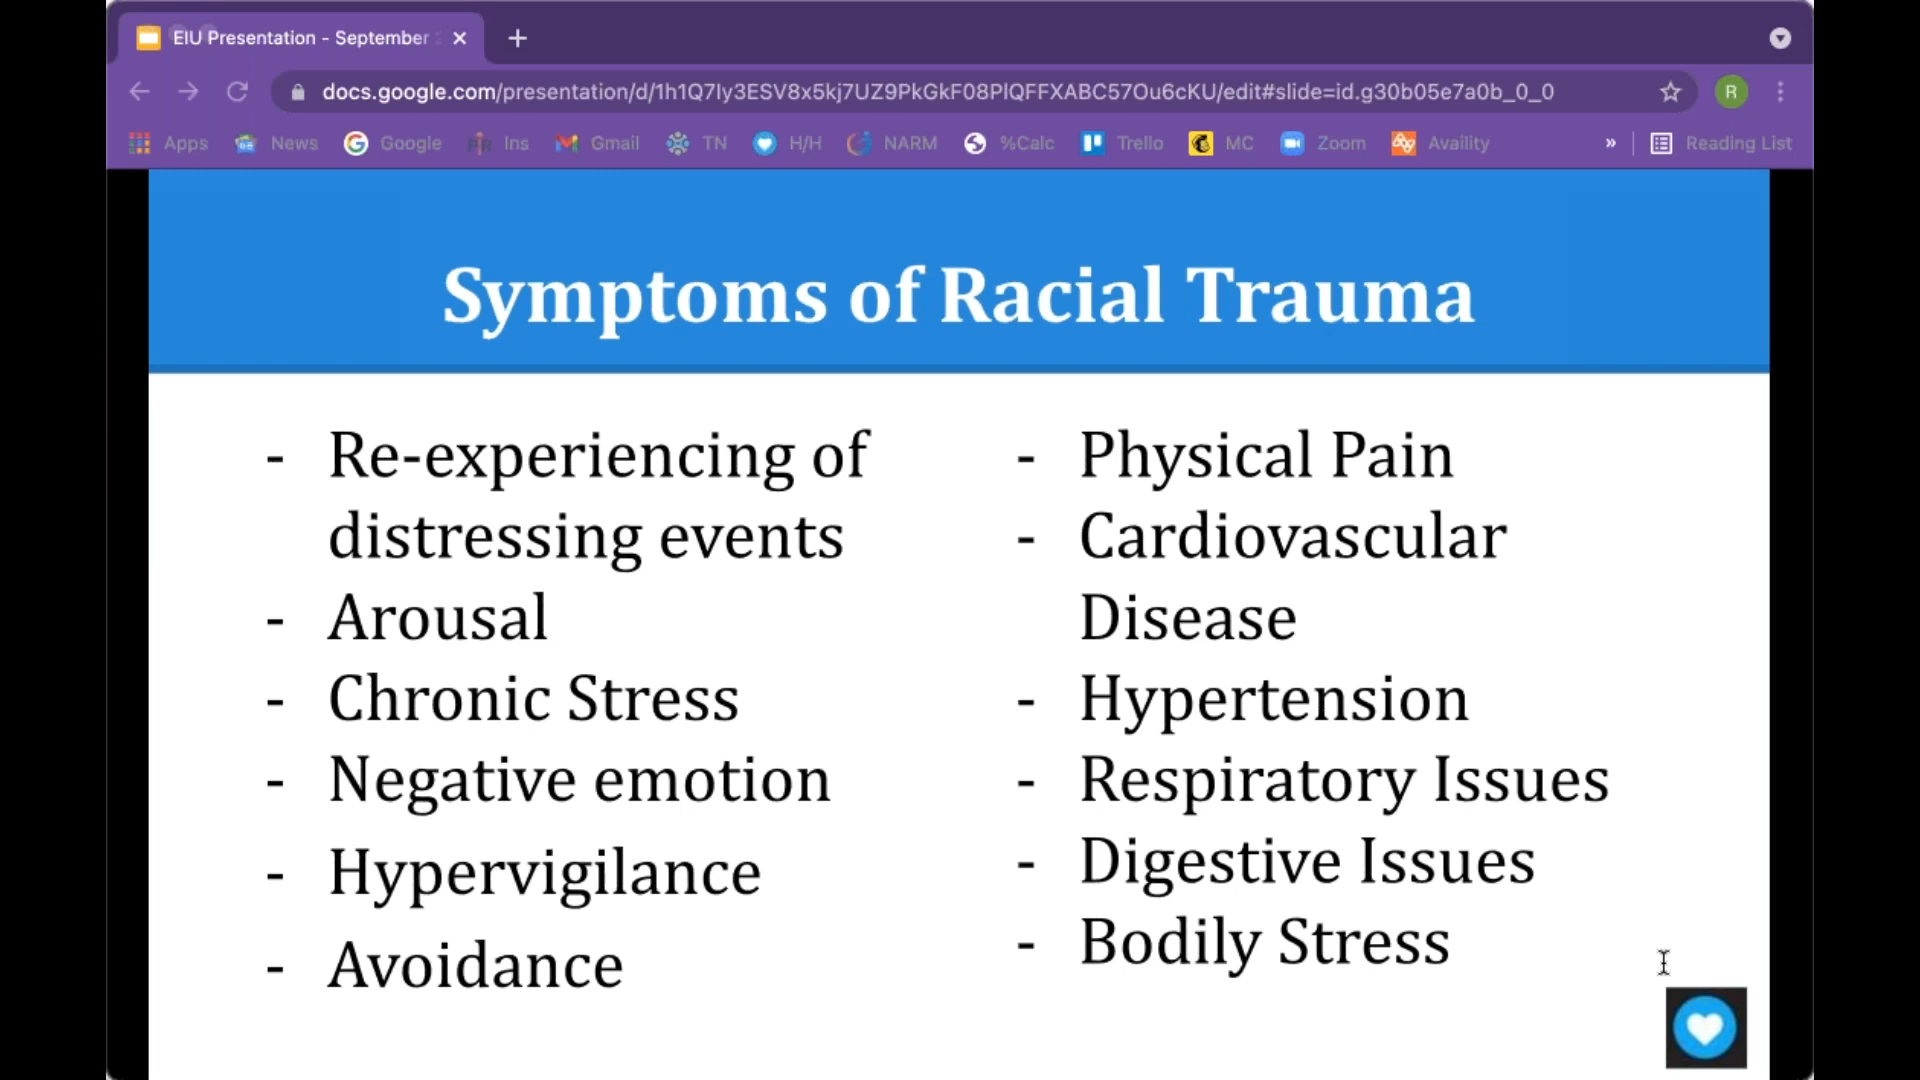 EIU Presentation - September
docs.google.com/presentation/d/1h1Q7Iy3ESV8x5kj7UZ9PkGkF08PlQFFXABC57Ou6cKU/edit#slide=id.g30b05e7a0b_0_0
R
Apps News Google Ins Gmail TN H/H NARM %Calc Trello MC Zoom Availity » Reading List
Symptoms of Racial Trauma
- Re-experiencing of
distressing events
- Arousal
- Chronic Stress
- Negative emotion
- Hypervigilance
- Avoidance
- Physical Pain
- Cardiovascular
Disease
- Hypertension
- Respiratory Issues
- Digestive Issues
- Bodily Stress